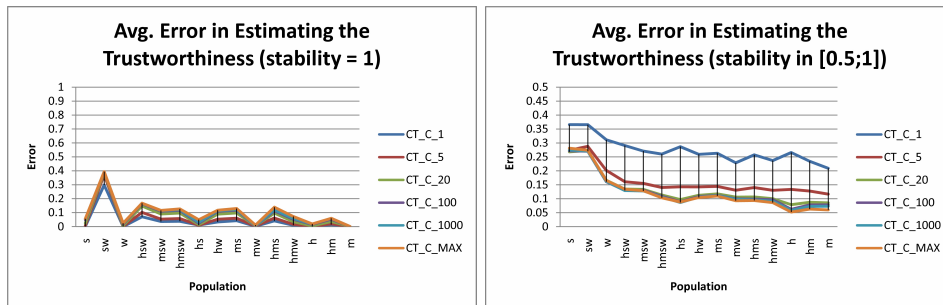 Avg. Error in Estimating the
Trustworthiness (stability = 1)
Error
1
0.9
0.8
0.7
0.6
0.5
0.4
0.3
0.2
0.1
0
s
sw
w
hsw
msw
hmsw
hs
hw
ms
mw
hms
hmw
h
hm
m
Population
CT_C_1
CT_C_5
CT_C_20
CT_C_100
CT_C_1000
CT_C_MAX
Avg. Error in Estimating the
Trustworthiness (stability in [0.5;1])
Error
0.5
0.45
0.4
0.35
0.3
0.25
0.2
0.15
0.1
0.05
0
s
sw
w
hsw
msw
hmsw
hs
hw
ms
mw
hms
hmw
h
hm
m
Population
CT_C_1
CT_C_5
CT_C_20
CT_C_100
CT_C_1000
CT_C_MAX